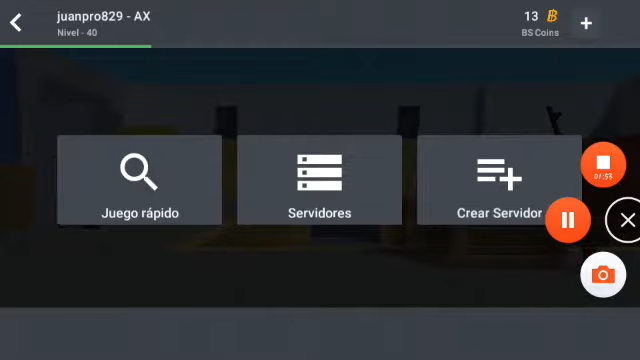 juanpro829 - AX
Nivel - 40
13
BS Coins
Juego rápido
Servidores
Crear Servidor
01:53